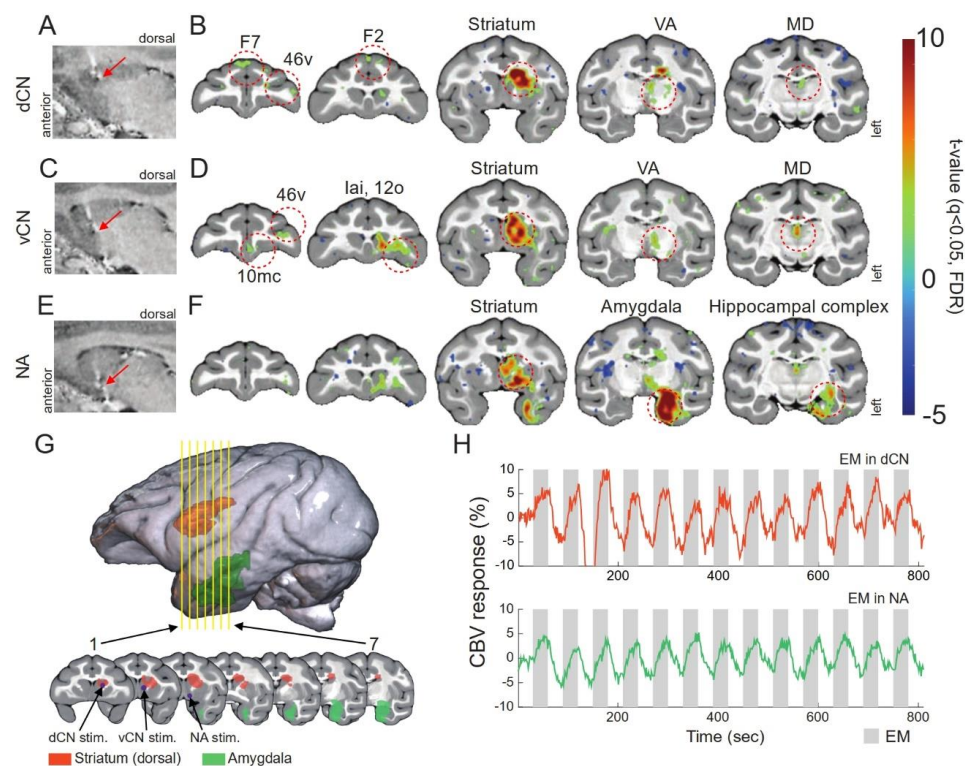 A
dorsal
anterior
dCN
B
F7
46v
F2
Striatum
VA
MD
left
C
dorsal
anterior
vCN
D
46v
10mc
Iai, 12o
Striatum
VA
MD
left
E
dorsal
anterior
NA
F
Striatum
Amygdala
Hippocampal complex
left
10
0
-5
t-value (q<0.05, FDR)
G
1
7
dCN stim.
vCN stim.
NA stim.
Striatum (dorsal)
Amygdala
H
EM in dCN
10
5
0
-5
-10
200
400
600
800
EM in NA
10
5
0
-5
-10
200
400
600
800
CBV response (%)
Time (sec)
EM